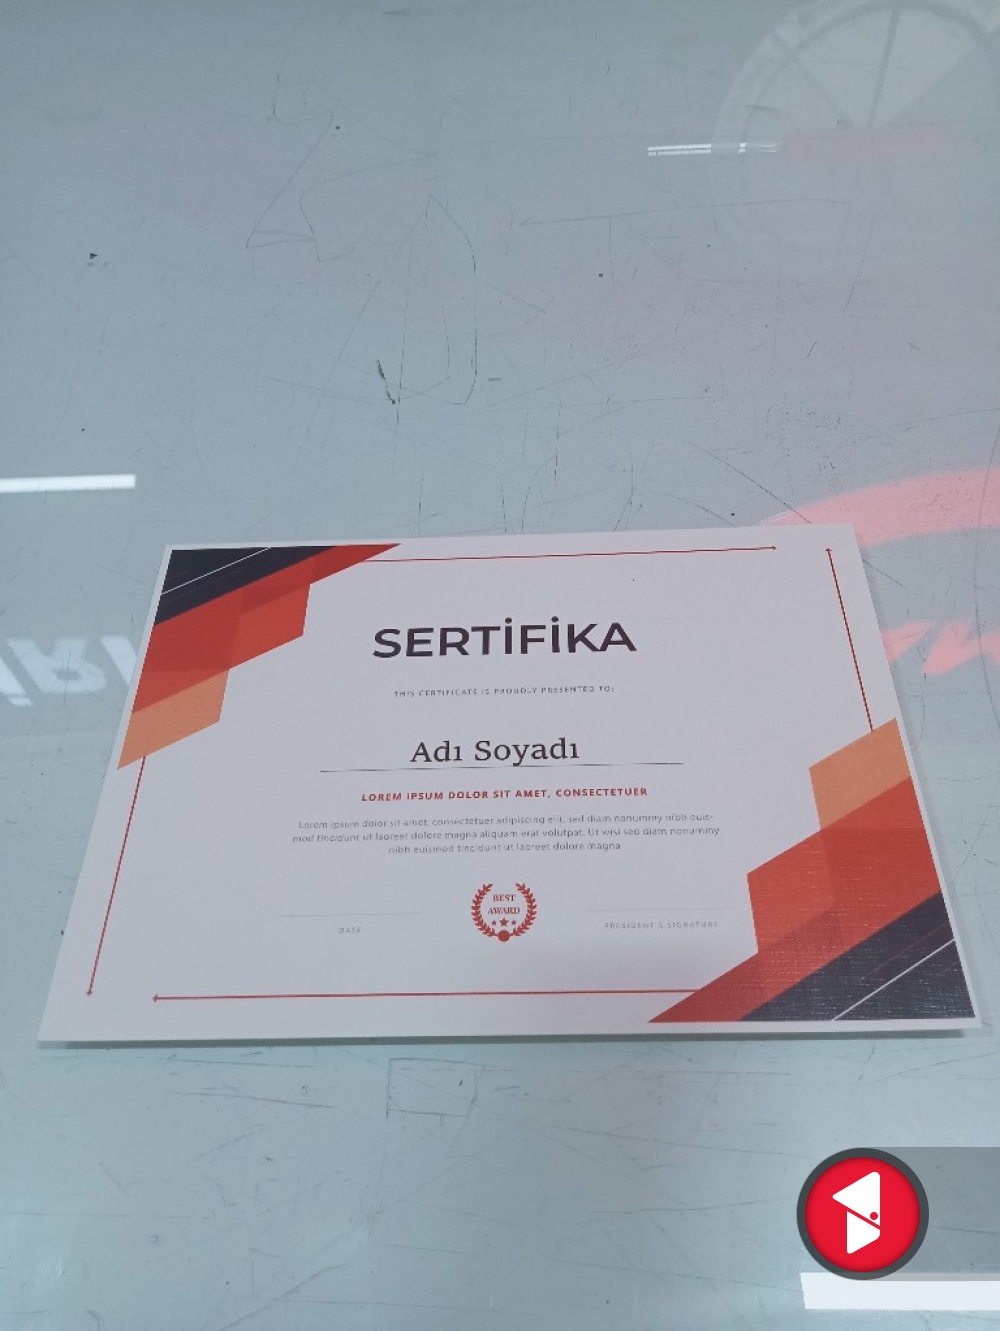 SERTİFİKA
THIS CERTIFICATE IS PROUDLY PRESENTED TO:
Adı Soyadı
LOREM IPSUM DOLOR SIT AMET, CONSECTETUER
Lorem ipsum dolor sit amet, consectetuer adipiscing elit, sed diam nonummy nibh euis-
mod tincidunt ut laoreet dolore magna aliquam erat volutpat. Ut wisi sed diam nonummy
nibh euismod tincidunt ut laoreet dolore magna
BEST
AWARD
DATE
PRESIDENT'S SIGNATURE